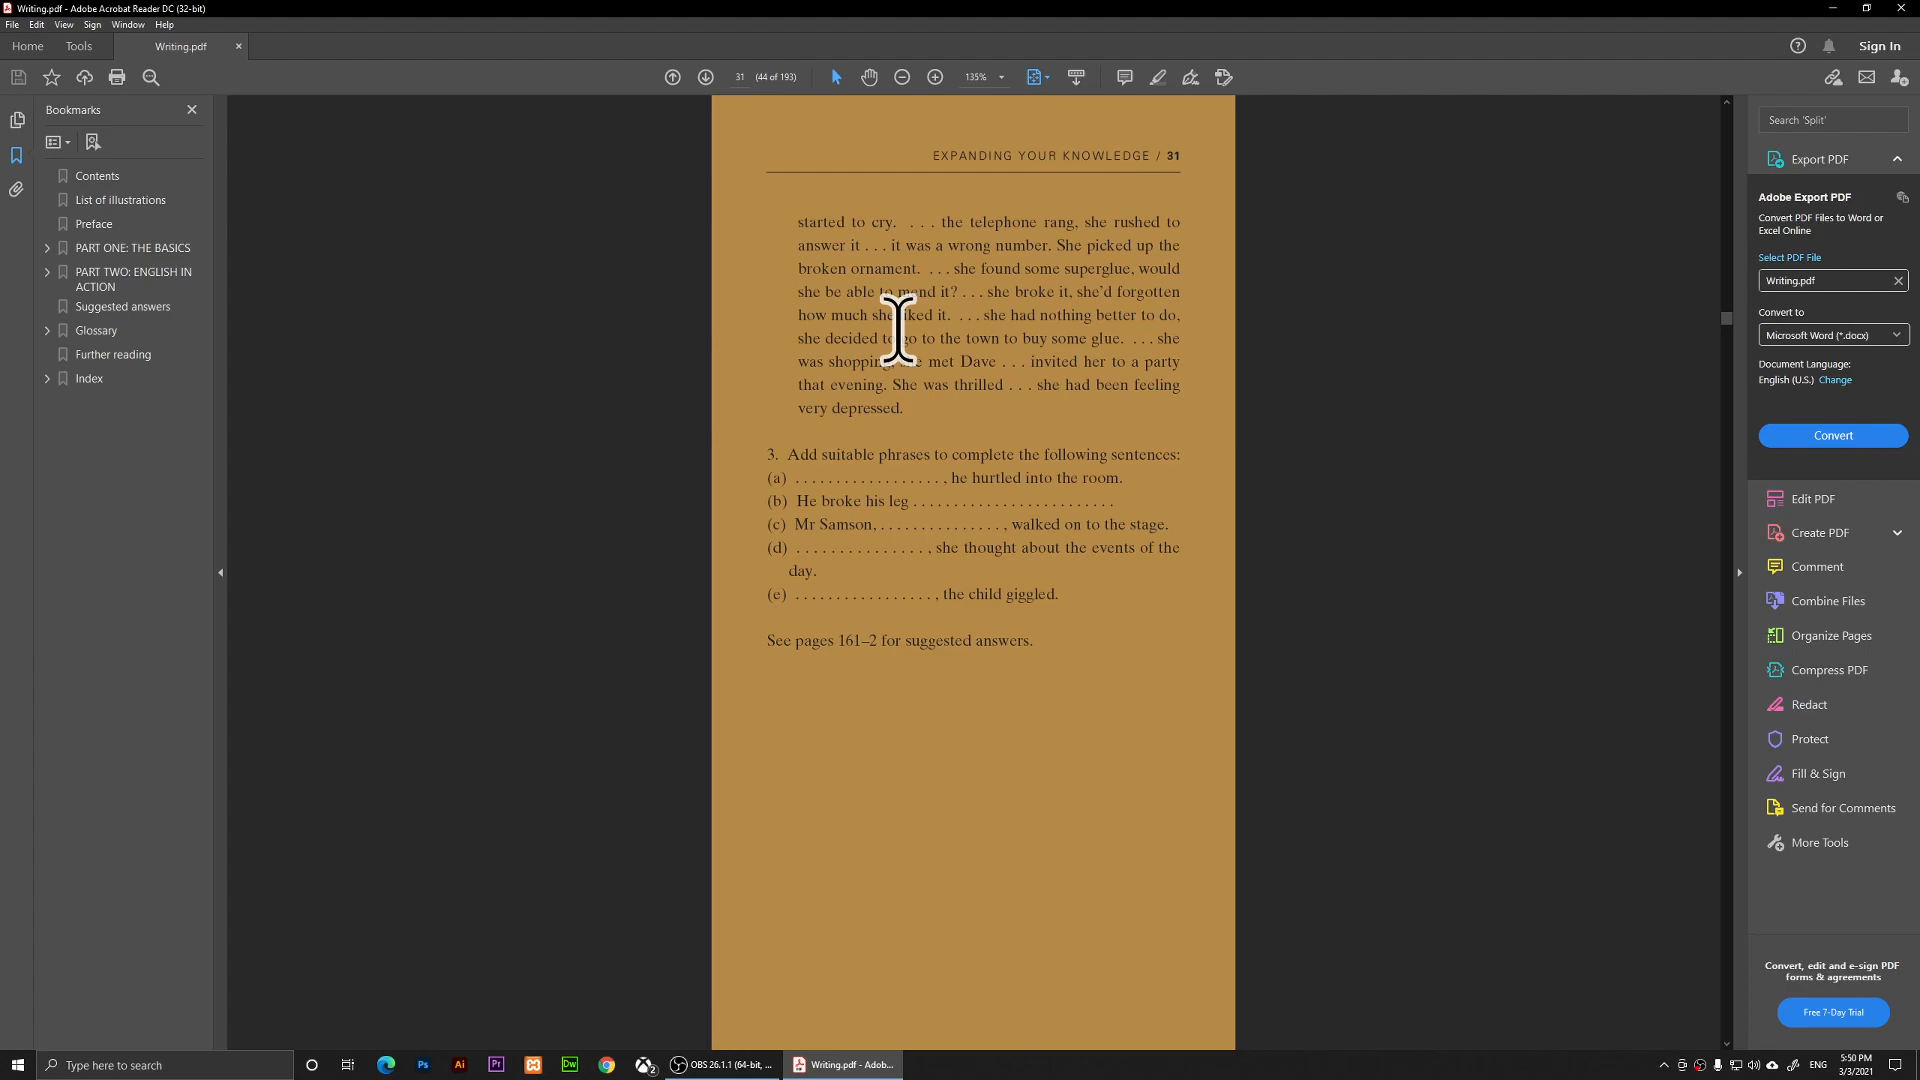 Writing.pdf - Adobe Acrobat Reader DC (32-bit)
File Edit View Sign Window Help
Home Tools Writing.pdf × Sign In
31 (44 of 193) 135%
Bookmarks
Contents
List of illustrations
Preface
PART ONE: THE BASICS
PART TWO: ENGLISH IN
ACTION
Suggested answers
Glossary
Further reading
Index
EXPANDING YOUR KNOWLEDGE / 31
started to cry. . . . the telephone rang, she rushed to
answer it . . . it was a wrong number. She picked up the
broken ornament. . . . she found some superglue, would
she be able to mend it? . . . she broke it, she'd forgotten
how much she liked it. . . . she had nothing better to do,
she decided to go to the town to buy some glue. . . . she
was shopping, she met Dave . . . invited her to a party
that evening. She was thrilled . . . she had been feeling
very depressed.
3. Add suitable phrases to complete the following sentences:
(a) . . . . . . . . . . . . . . . . . . , he hurtled into the room.
(b) He broke his leg . . . . . . . . . . . . . . . . . . . . . . . . .
(c) Mr Samson, . . . . . . . . . . . . . . . , walked on to the stage.
(d) . . . . . . . . . . . . . . . . , she thought about the events of the
day.
(e) . . . . . . . . . . . . . . . . . , the child giggled.
See pages 161–2 for suggested answers.
Search 'Split'
Export PDF
Adobe Export PDF
Convert PDF Files to Word or
Excel Online
Select PDF File
Writing.pdf
Convert to
Microsoft Word (*.docx)
Document Language:
English (U.S.) Change
Convert
Edit PDF
Create PDF
Comment
Combine Files
Organize Pages
Compress PDF
Redact
Protect
Fill & Sign
Send for Comments
More Tools
Convert, edit and e-sign PDF
forms & agreements
Free 7-Day Trial
Type here to search
Ps Ai Pr Dw 2 OBS 26.1.1 (64-bit, ... Writing.pdf - Adob... ENG 5:50 PM
3/3/2021